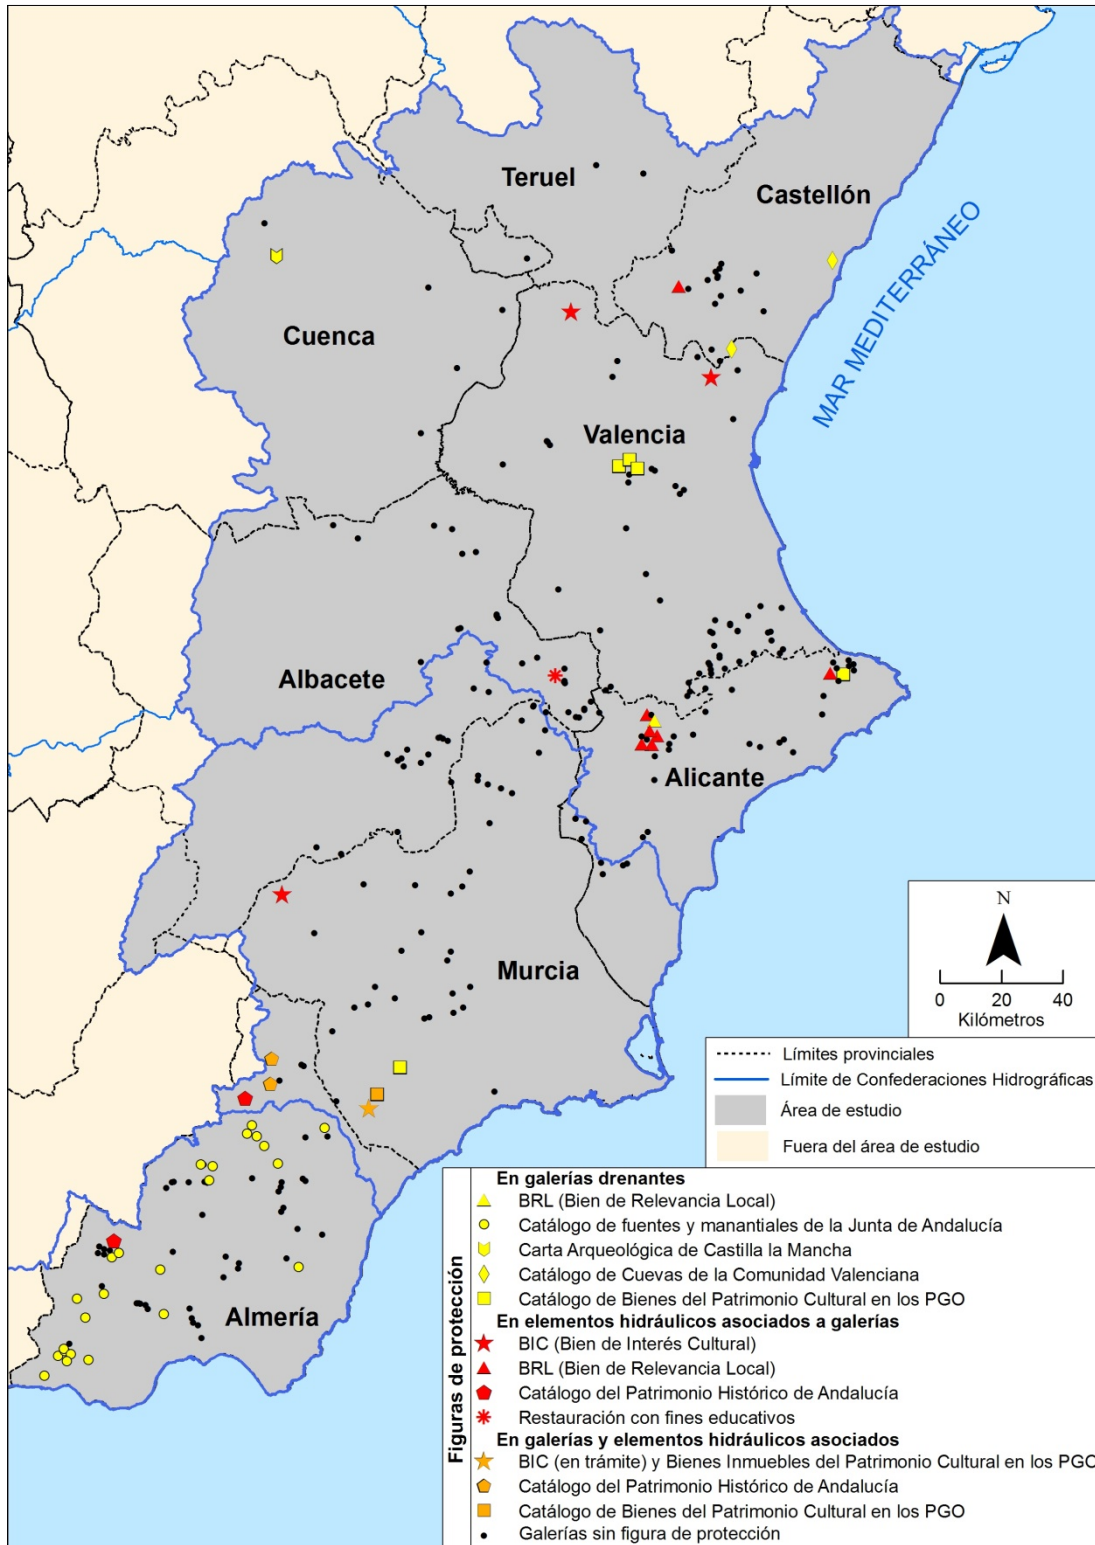 Teruel
Castellón
MAR MEDITERRÁNEO
Cuenca
Valencia
Albacete
Alicante
Murcia
Almería
N
0 20 40
Kilómetros
Límites provinciales
Límite de Confederaciones Hidrográficas
Área de estudio
Fuera del área de estudio
Figuras de protección
En galerías drenantes
BRL (Bien de Relevancia Local)
Catálogo de fuentes y manantiales de la Junta de Andalucía
Carta Arqueológica de Castilla la Mancha
Catálogo de Cuevas de la Comunidad Valenciana
Catálogo de Bienes del Patrimonio Cultural en los PGO
En elementos hidráulicos asociados a galerías
BIC (Bien de Interés Cultural)
BRL (Bien de Relevancia Local)
Catálogo del Patrimonio Histórico de Andalucía
Restauración con fines educativos
En galerías y elementos hidráulicos asociados
BIC (en trámite) y Bienes Inmuebles del Patrimonio Cultural en los PGO
Catálogo del Patrimonio Histórico de Andalucía
Catálogo de Bienes del Patrimonio Cultural en los PGO
Galerías sin figura de protección